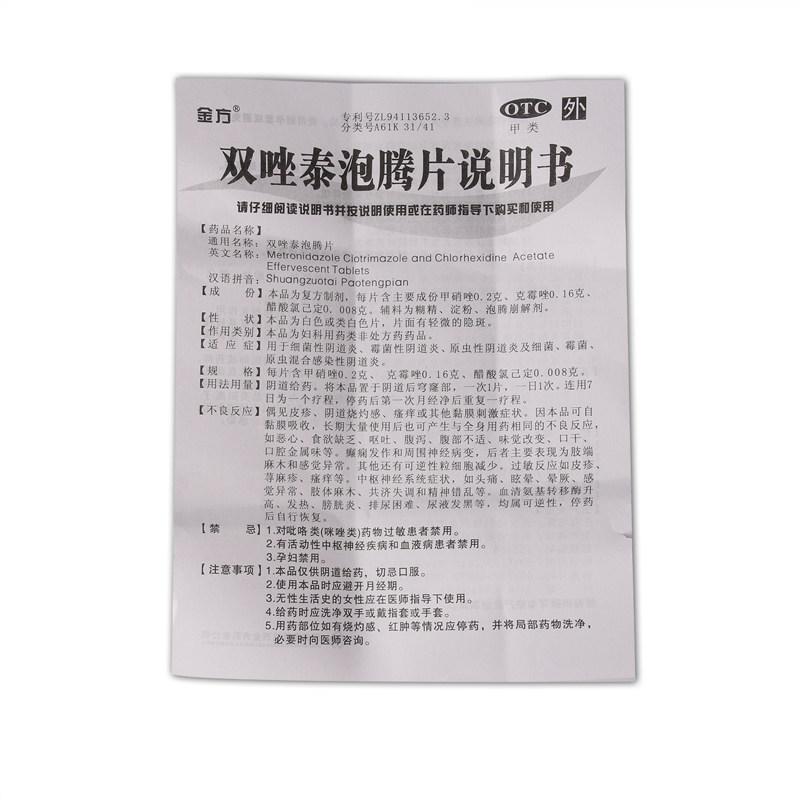 金方®
专利号ZL94113652.3
分类号A61K 31/41
OTC
甲类
外
双唑泰泡腾片说明书
请仔细阅读说明书并按说明使用或在药师指导下购买和使用
【药品名称】
通用名称：双唑泰泡腾片
英文名称：Metronidazole Clotrimazole and Chlorhexidine Acetate
Effervescent Tablets
汉语拼音：Shuangzuotai Paotengpian
【成 份】本品为复方制剂，每片含主要成份甲硝唑0.2克、克霉唑0.16克、
醋酸氯己定0.008克。辅料为糊精、淀粉、泡腾崩解剂。
【性 状】本品为白色或类白色片，片面有轻微的隐斑。
【作用类别】本品为妇科用药类非处方药药品。
【适 应 症】用于细菌性阴道炎、霉菌性阴道炎、原虫性阴道炎及细菌、霉菌、
原虫混合感染性阴道炎。
【规 格】每片含甲硝唑0.2克、克霉唑0.16克、醋酸氯己定0.008克。
【用法用量】阴道给药。将本品置于阴道后穹窿部，一次1片，一日1次。连用7
日为一个疗程，停药后第一次月经净后重复一疗程。
【不良反应】偶见皮疹、阴道烧灼感、瘙痒或其他黏膜刺激症状。因本品可自
黏膜吸收，长期大量使用后也可产生与全身用药相同的不良反应，
如恶心、食欲缺乏、呕吐、腹泻、腹部不适、味觉改变、口干、
口腔金属味等。癫痫发作和周围神经病变，后者主要表现为肢端
麻木和感觉异常。其他还有可逆性粒细胞减少。过敏反应如皮疹、
荨麻疹、瘙痒等。中枢神经系统症状，如头痛、眩晕、晕厥、感
觉异常、肢体麻木、共济失调和精神错乱等。血清氨基转移酶升
高、发热、膀胱炎、排尿困难、尿液发黑等，均属可逆性，停药
后自行恢复。
【禁 忌】1.对吡咯类(咪唑类)药物过敏患者禁用。
2.有活动性中枢神经疾病和血液病患者禁用。
3.孕妇禁用。
【注意事项】1.本品仅供阴道给药，切忌口服。
2.使用本品时应避开月经期。
3.无性生活史的女性应在医师指导下使用。
4.给药时应洗净双手或戴指套或手套。
5.用药部位如有烧灼感、红肿等情况应停药，并将局部药物洗净，
必要时向医师咨询。